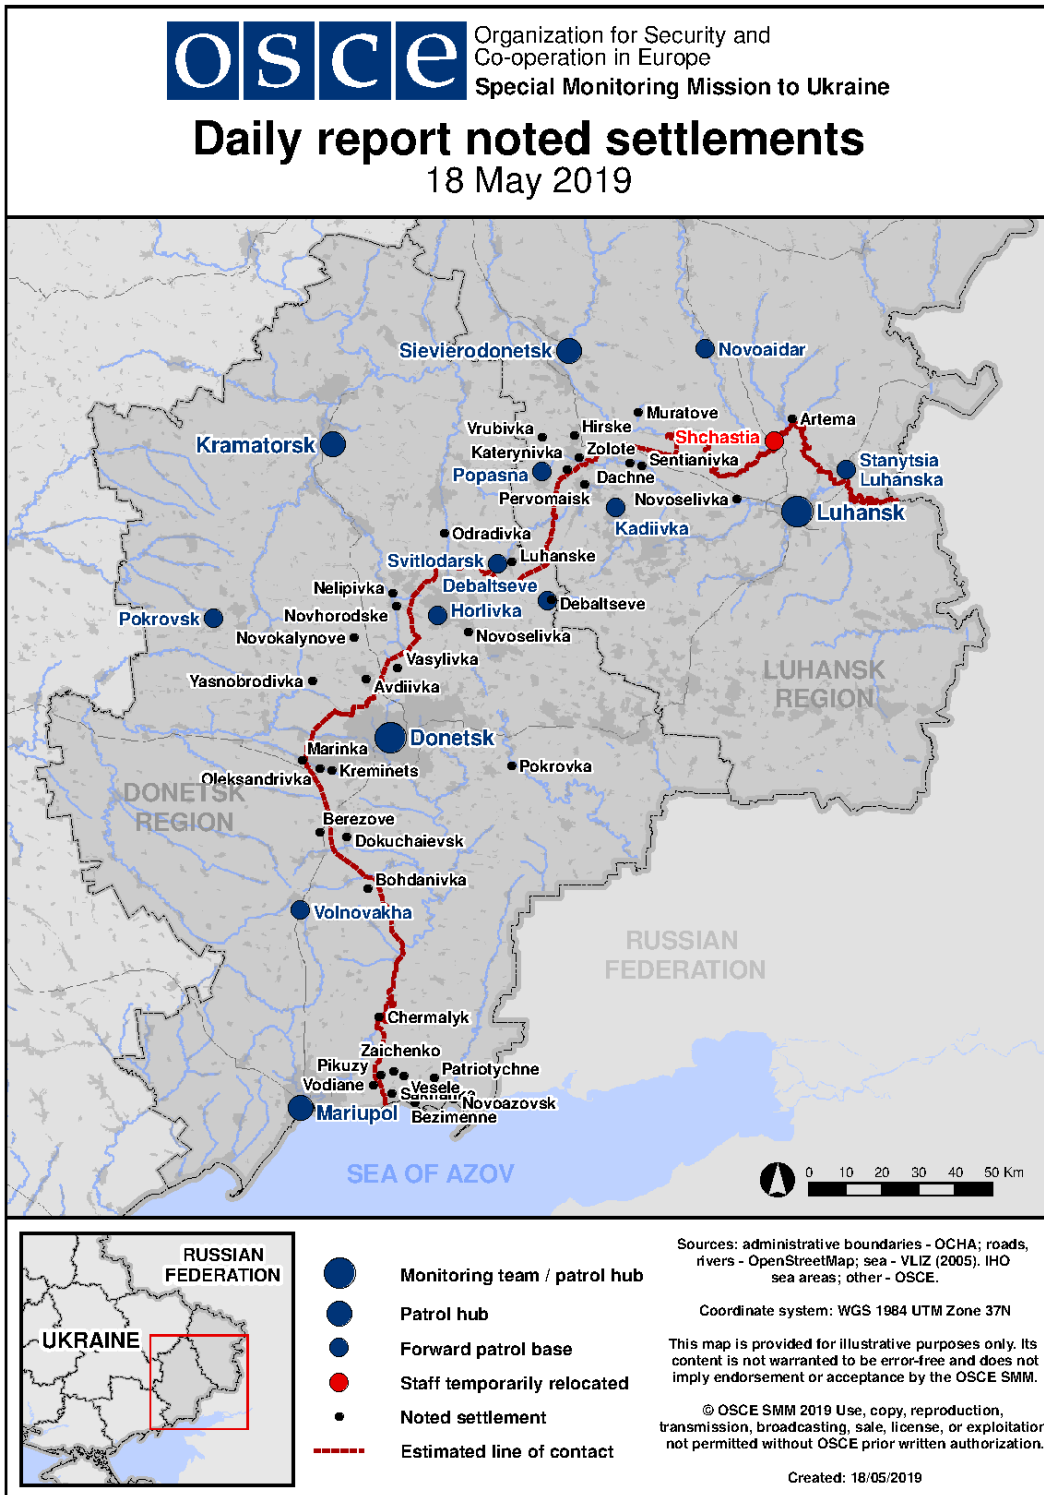 osce
Organization for Security and
Co-operation in Europe
Special Monitoring Mission to Ukraine
Daily report noted settlements
18 May 2019
Sievierodonetsk
Novoaidar
Muratove
Artema
Vrubivka
Hirske
Shchastia
Kramatorsk
Katerynivka
Zolote
Sentianivka
Stanytsia
Luhanska
Popasna
Dachne
Pervomaisk
Novoselivka
Luhansk
Kadiivka
Odradivka
Svitlodarsk
Luhanske
Debaltseve
Nelipivka
Debaltseve
Novhorodske
Horlivka
Pokrovsk
Novokalynove
Novoselivka
Vasylivka
LUHANSK
REGION
Yasnobrodivka
Avdiivka
Donetsk
Marinka
Kreminets
Pokrovka
Oleksandrivka
DONETSK
REGION
Berezove
Dokuchaievsk
Bohdanivka
Volnovakha
RUSSIAN
FEDERATION
Chermalyk
Zaichenko
Pikuzy
Patriotychne
Vodiane
Vesele
Sakhanka
Novoazovsk
Bezimenne
Mariupol
SEA OF AZOV
0 10 20 30 40 50 Km
RUSSIAN
FEDERATION
UKRAINE
Monitoring team / patrol hub
Patrol hub
Forward patrol base
Staff temporarily relocated
Noted settlement
Estimated line of contact
Sources: administrative boundaries - OCHA; roads,
rivers - OpenStreetMap; sea - VLIZ (2005). IHO
sea areas; other - OSCE.
Coordinate system: WGS 1984 UTM Zone 37N
This map is provided for illustrative purposes only. Its
content is not warranted to be error-free and does not
imply endorsement or acceptance by the OSCE SMM.
© OSCE SMM 2019 Use, copy, reproduction,
transmission, broadcasting, sale, license, or exploitation
not permitted without OSCE prior written authorization.
Created: 18/05/2019